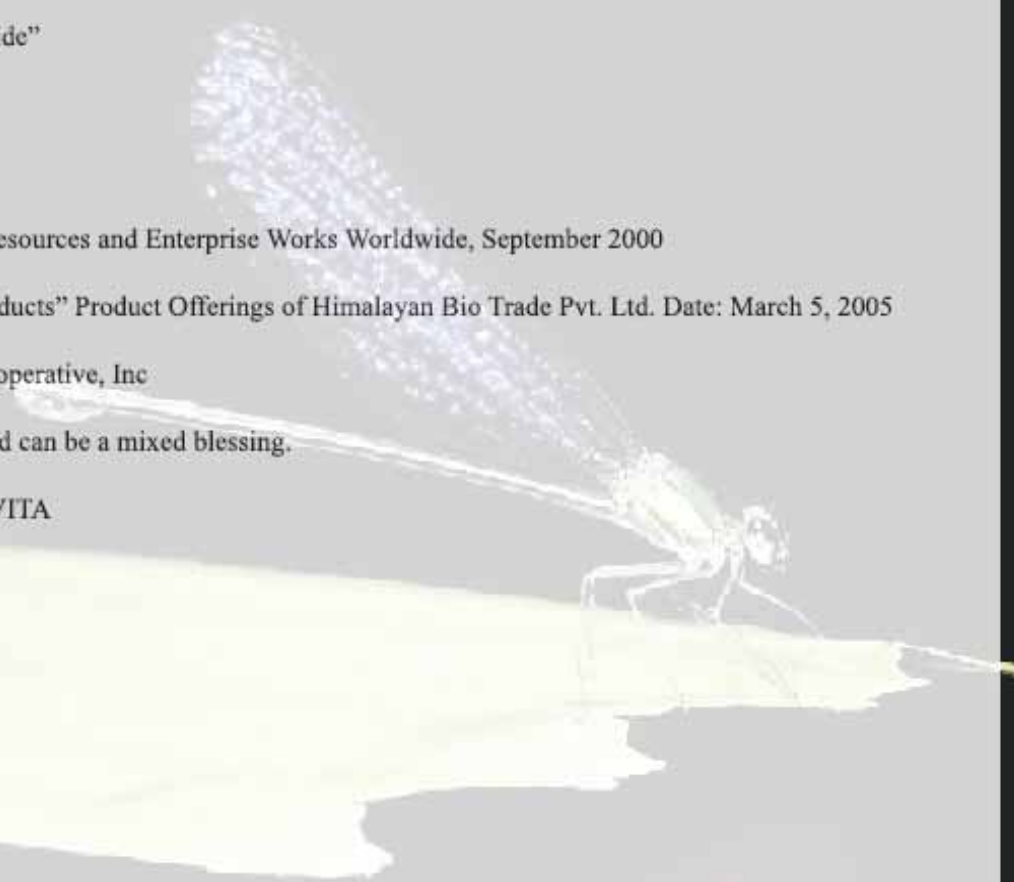 ide”
esources and Enterprise Works Worldwide, September 2000
ducts” Product Offerings of Himalayan Bio Trade Pvt. Ltd. Date: March 5, 2005
operative, Inc
d can be a mixed blessing.
VITA